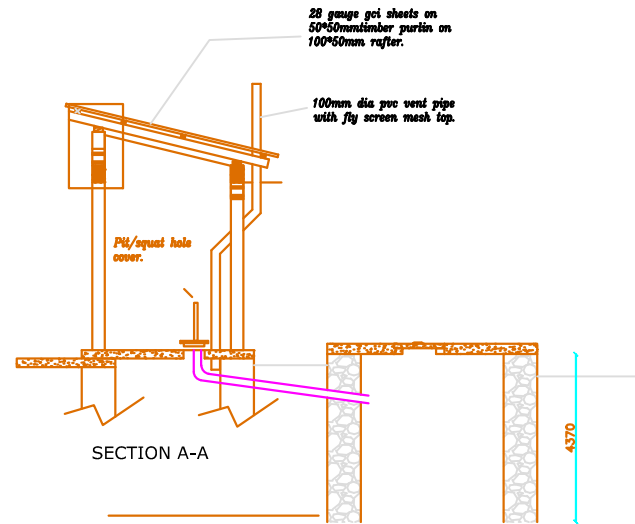 28 gauge gci sheets on
50*50mmtimber purlin on
100*50mm rafter.
100mm dia pvc vent pipe
with fly screen mesh top.
Pit/squat hole
cover.
4370
SECTION A-A